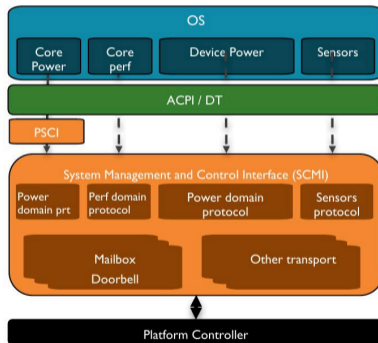 OS
Core
Power
Core
perf
Device Power
Sensors
ACPI / DT
PSCI
System Management and Control Interface (SCMI)
Power
domain prt
Perf domain
protocol
Power domain
protocol
Sensors
protocol
Mailbox
Doorbell
Other transport
Platform Controller